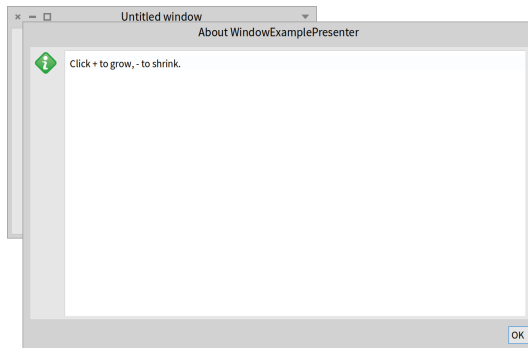 Untitled window
About WindowExamplePresenter
Click + to grow, - to shrink.
OK